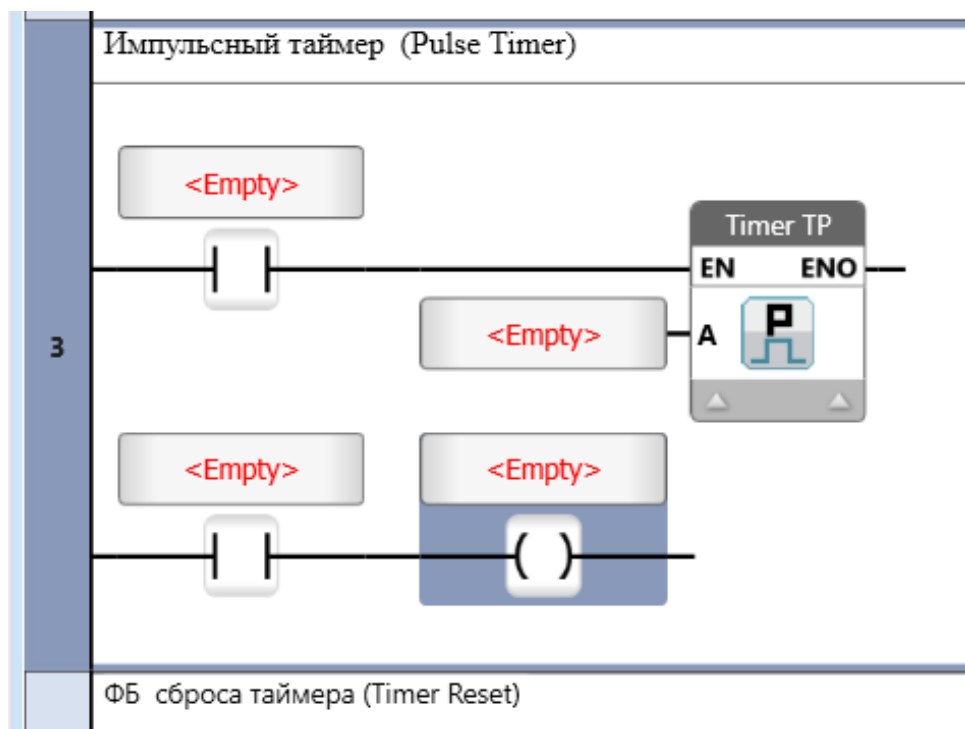 Импульсный таймер (Pulse Timer)
<Empty>
Timer TP
EN ENO
<Empty>
A
P
3
<Empty> <Empty>
ФБ сброса таймера (Timer Reset)